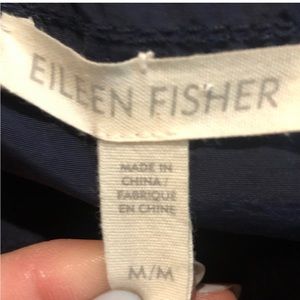 EILEEN FISHER
MADE IN
CHINA/
FABRIQUÉ
EN CHINE
M/M